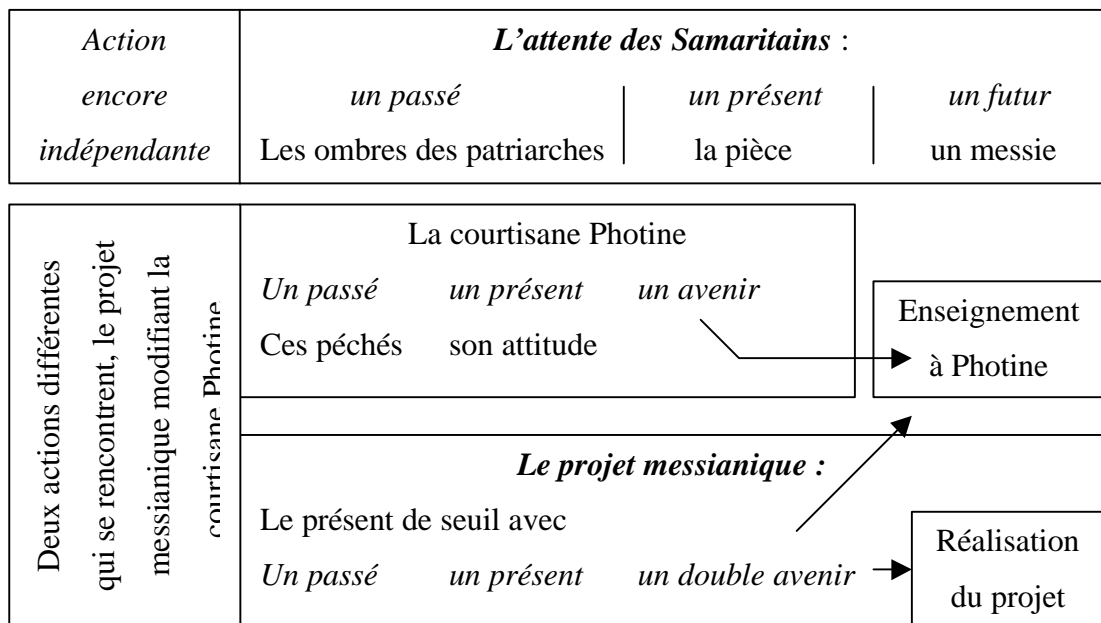 Action
encore
indépendante
L'attente des Samaritains :
un passé un présent un futur
Les ombres des patriarches la pièce un messie
Deux actions différentes
qui se rencontrent, le projet
messianique modifiant la
courtisane Photine
La courtisane Photine
Un passé un présent un avenir
Ces péchés son attitude
Enseignement
à Photine
Le projet messianique :
Le présent de seuil avec
Un passé un présent un double avenir
Réalisation
du projet